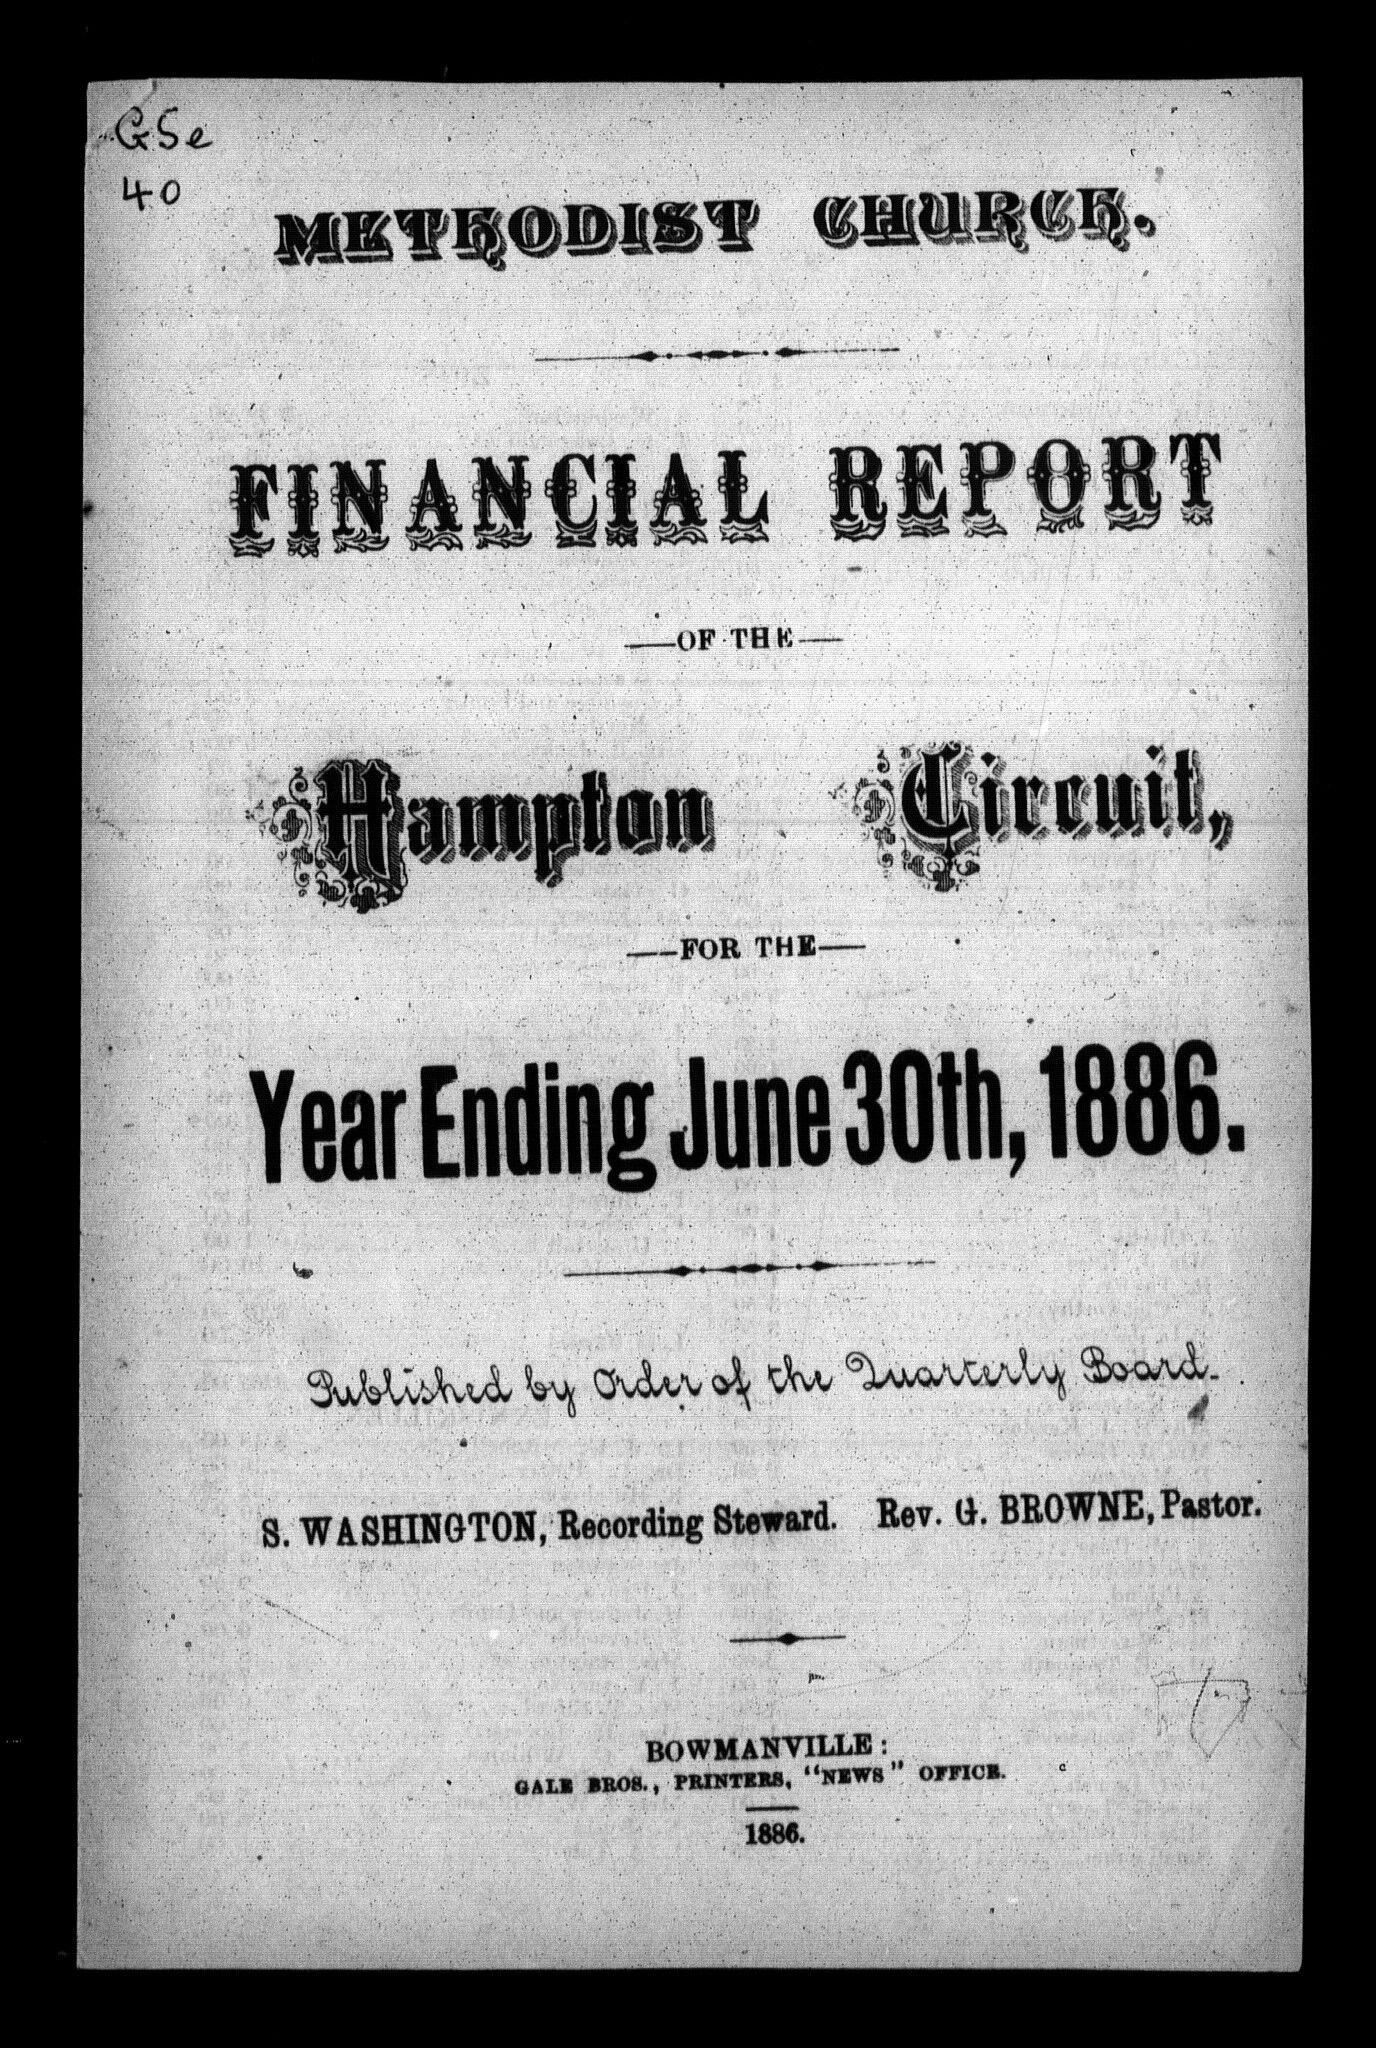 GSe
40
METHODIST CHURCH.
FINANCIAL REPORT
—OF THE—
Hampton Circuit,
—FOR THE—
Year Ending June 30th, 1886.
Published by Order of the Quarterly Board.
S. WASHINGTON, Recording Steward. Rev. G. BROWNE, Pastor.
BOWMANVILLE:
GALE BROS., PRINTERS, "NEWS" OFFICE.
1886.